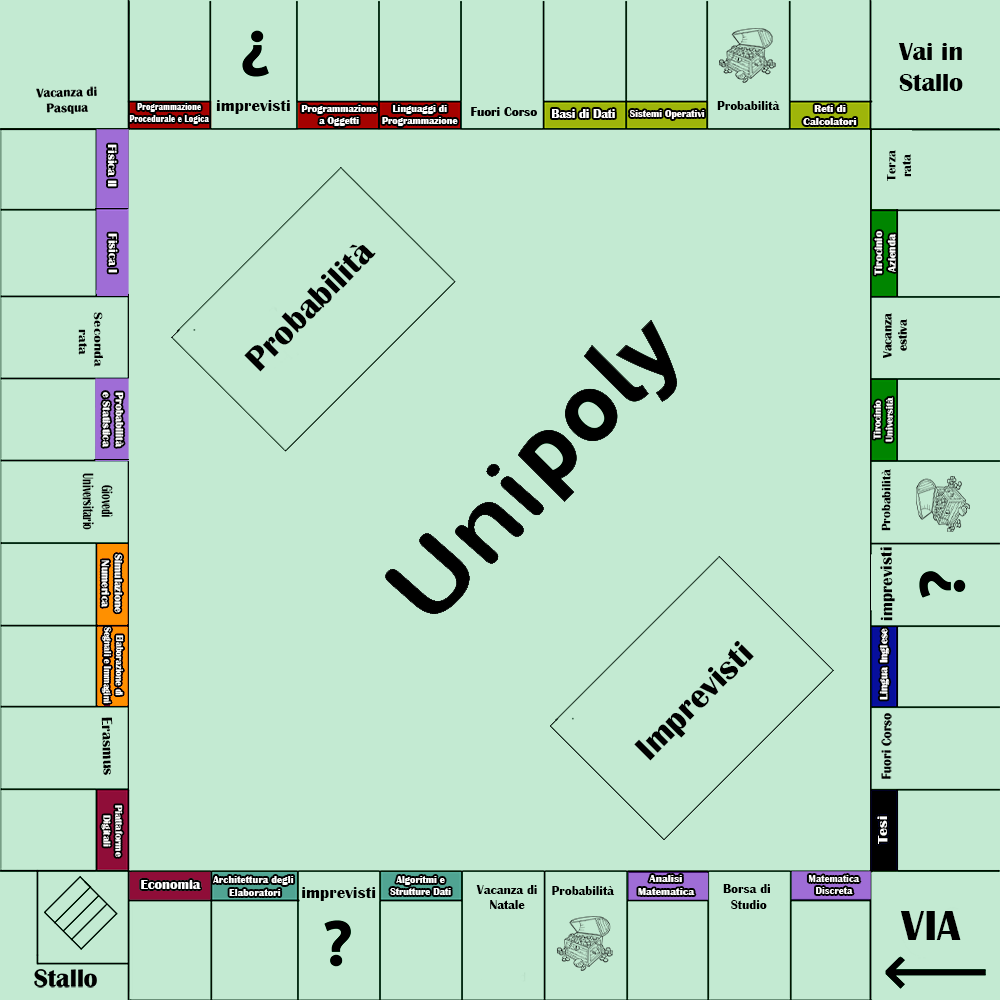 Vacanza di
Pasqua
Programmazione
Procedurale e Logica
?
imprevisti
Programmazione
a Oggetti
Linguaggi di
Programmazione
Fuori Corso
Basi di Dati
Sistemi Operativi
Probabilità
Reti di
Calcolatori
Vai in
Stallo
Fisica II
Fisica I
Seconda
rata
Probabilità
e Statistica
Giovedì
Universitario
Simulazione
Numerica
Elaborazione di
Segnali e Immagini
Erasmus
Piattaforme
Digitali
Probabilità
Unipoly
Imprevisti
Terza
rata
Tirocinio
Azienda
Vacanza
estiva
Tirocinio
Università
Probabilità
imprevisti
?
Lingua Inglese
Fuori Corso
Tesi
Stallo
Economia
Architettura degli
Elaboratori
imprevisti
?
Algoritmi e
Strutture Dati
Vacanza di
Natale
Probabilità
Analisi
Matematica
Borsa di
Studio
Matematica
Discreta
VIA